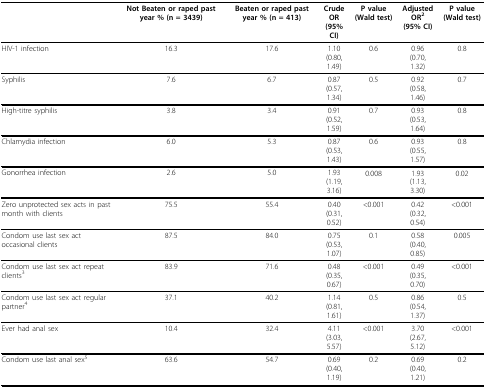 Not Beaten or raped past year % (n = 3439) Beaten or raped past year % (n = 413) Crude OR (95% CI) P value (Wald test) Adjusted OR2 (95% CI) P value (Wald test)
HIV-1 infection 16.3 17.6 1.10 (0.80, 1.49) 0.6 0.96 (0.70, 1.32) 0.8
Syphilis 7.6 6.7 0.87 (0.57, 1.34) 0.5 0.92 (0.58, 1.46) 0.7
High-titre syphilis 3.8 3.4 0.91 (0.52, 1.59) 0.7 0.93 (0.53, 1.64) 0.8
Chlamydia infection 6.0 5.3 0.87 (0.53, 1.43) 0.6 0.93 (0.55, 1.57) 0.8
Gonorrhea infection 2.6 5.0 1.93 (1.19, 3.16) 0.008 1.93 (1.13, 3.30) 0.02
Zero unprotected sex acts in past month with clients 75.5 55.4 0.40 (0.31, 0.52) <0.001 0.42 (0.32, 0.54) <0.001
Condom use last sex act occasional clients 87.5 84.0 0.75 (0.53, 1.07) 0.1 0.58 (0.40, 0.85) 0.005
Condom use last sex act repeat clients3 83.9 71.6 0.48 (0.35, 0.67) <0.001 0.49 (0.35, 0.70) <0.001
Condom use last sex act regular partner4 37.1 40.2 1.14 (0.81, 1.61) 0.5 0.86 (0.54, 1.37) 0.5
Ever had anal sex 10.4 32.4 4.11 (3.03, 5.57) <0.001 3.70 (2.67, 5.12) <0.001
Condom use last anal sex5 63.6 54.7 0.69 (0.40, 1.19) 0.2 0.69 (0.40, 1.21) 0.2